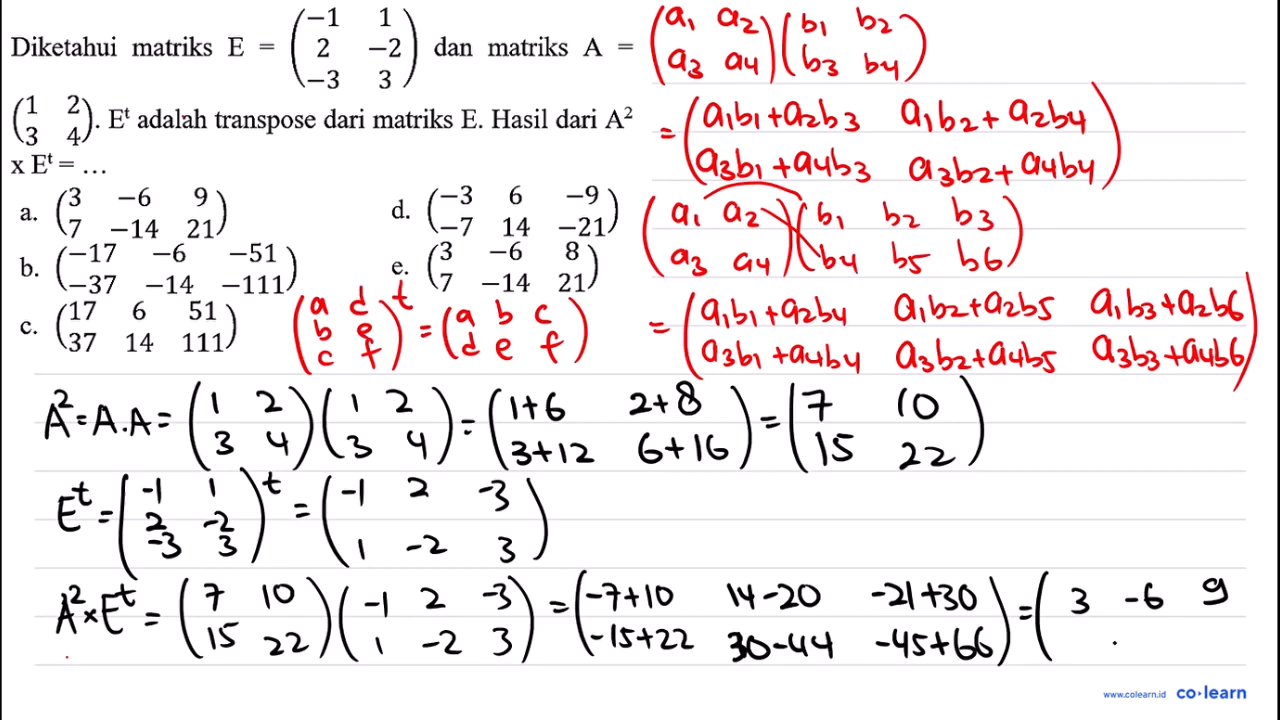 Diketahui matriks E = (−1 1; 2 −2; −3 3) dan matriks A =
(1 2; 3 4). Eᵗ adalah transpose dari matriks E. Hasil dari A²
x Eᵗ = …
a. (3 −6 9; 7 −14 21)
d. (−3 6 −9; −7 14 −21)
b. (−17 −6 −51; −37 −14 −111)
e. (3 −6 8; 7 −14 21)
c. (17 6 51; 37 14 111)
(a d; b e; c f)ᵗ = (a b c; d e f)
(a₁ a₂; a₃ a₄)(b₁ b₂; b₃ b₄)
= (a₁b₁+a₂b₃ a₁b₂+a₂b₄; a₃b₁+a₄b₃ a₃b₂+a₄b₄)
(a₁ a₂; a₃ a₄)(b₁ b₂ b₃; b₄ b₅ b₆)
= (a₁b₁+a₂b₄ a₁b₂+a₂b₅ a₁b₃+a₂b₆; a₃b₁+a₄b₄ a₃b₂+a₄b₅ a₃b₃+a₄b₆)
A² = A.A = (1 2; 3 4)(1 2; 3 4) = (1+6 2+8; 3+12 6+16) = (7 10; 15 22)
Eᵗ = (-1 1; 2 -2; -3 3)ᵗ = (-1 2 -3; 1 -2 3)
A² × Eᵗ = (7 10; 15 22)(-1 2 -3; 1 -2 3) = (-7+10 14-20 -21+30; -15+22 30-44 -45+66) = (3 -6 9
www.colearn.id co·learn